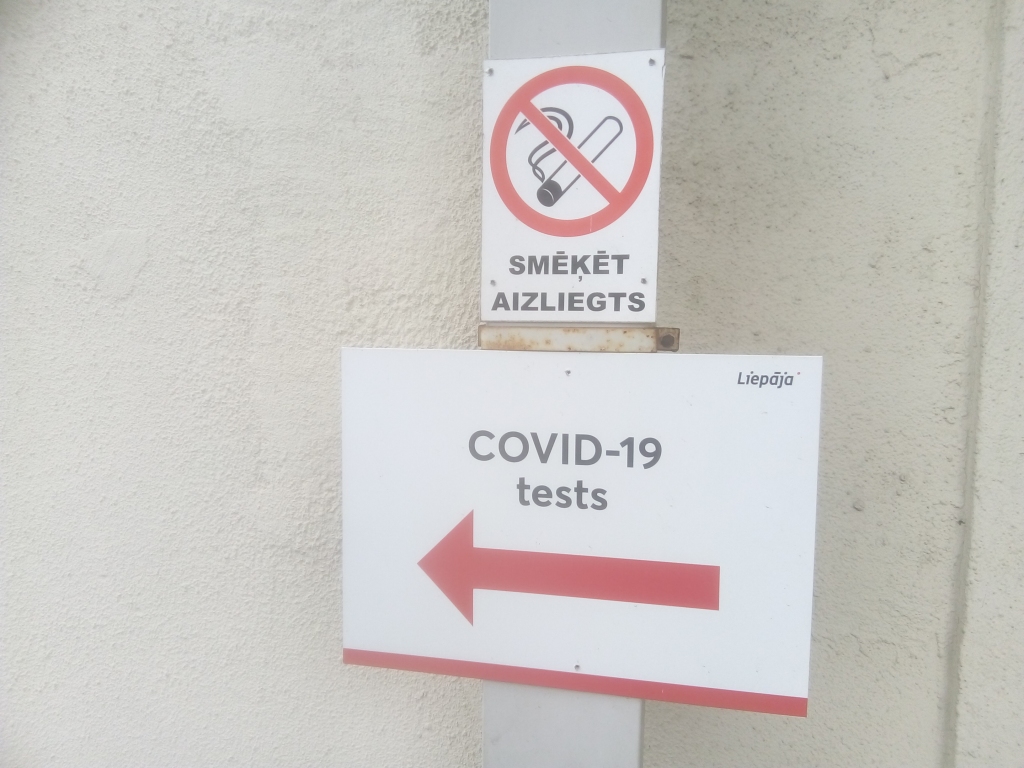 SMĒĶĒT
AIZLIEGTS
Liepāja
COVID-19
tests